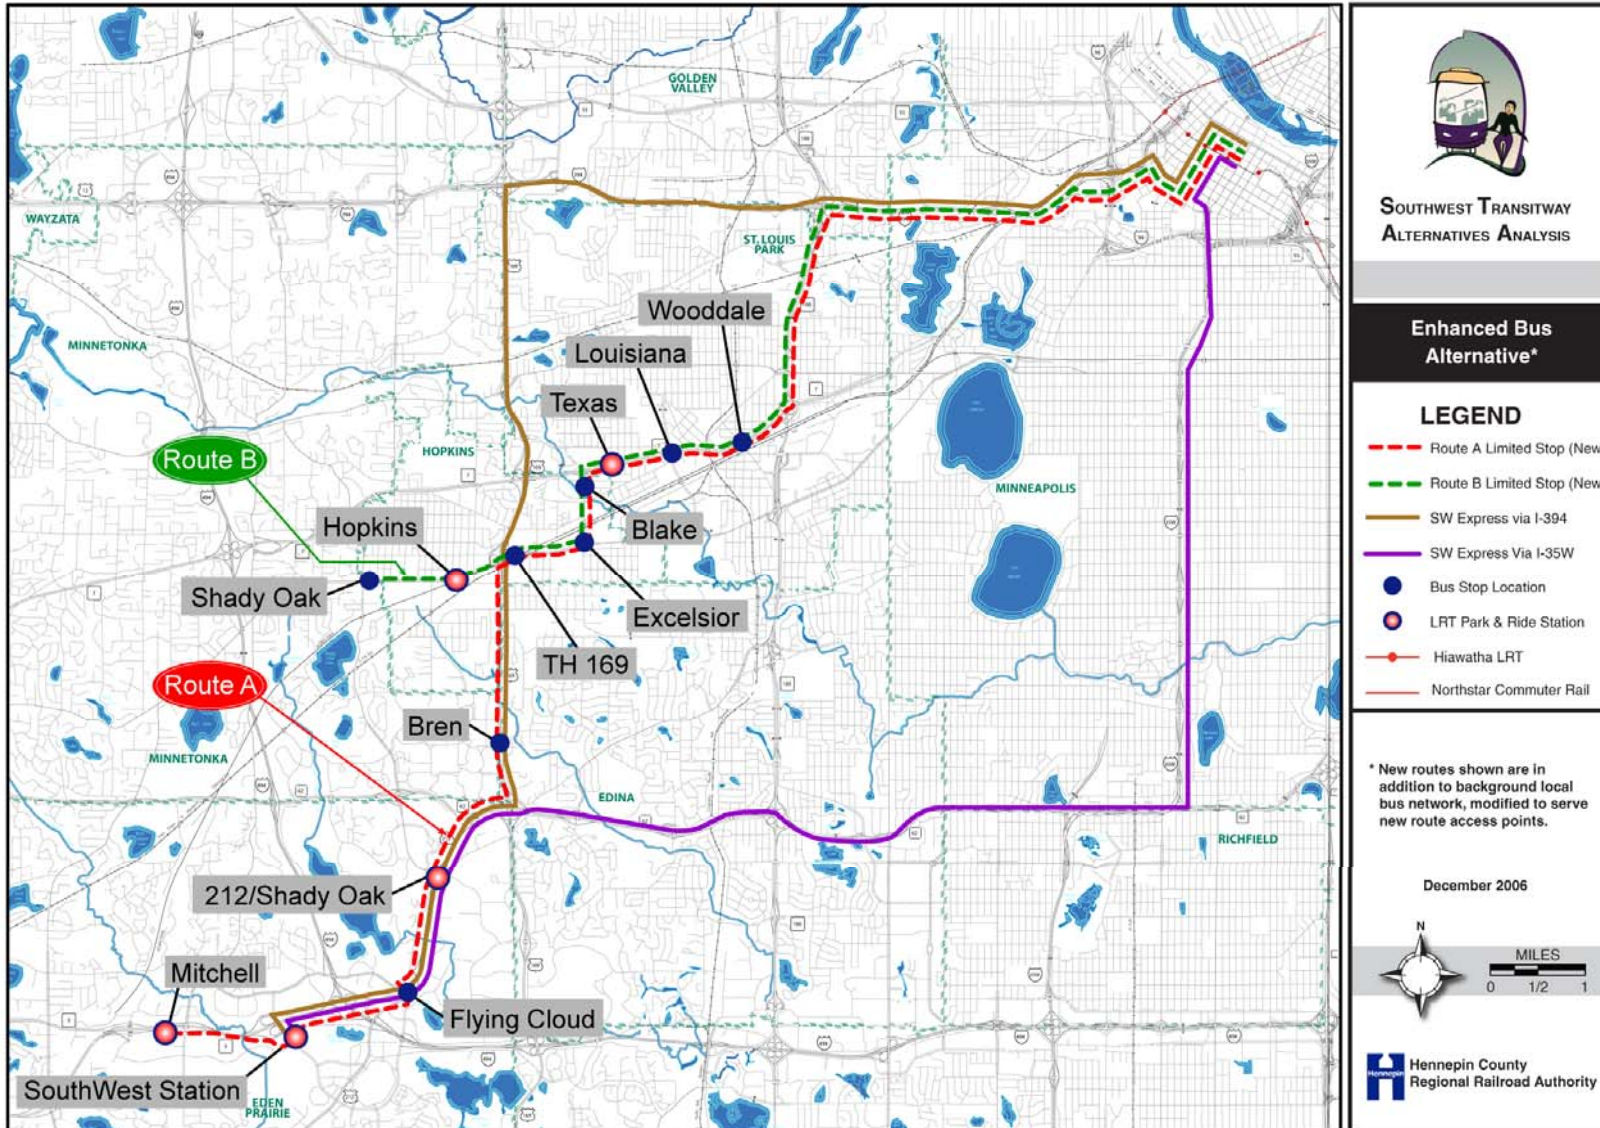 GOLDEN
VALLEY
WAYZATA
ST. LOUIS
PARK
Wooddale
MINNETONKA
Louisiana
Texas
HOPKINS
Route B
MINNEAPOLIS
Hopkins
Blake
Shady Oak
Excelsior
TH 169
Route A
Bren
MINNETONKA
EDINA
RICHFIELD
212/Shady Oak
Mitchell
Flying Cloud
SouthWest Station
EDEN
PRAIRIE
SOUTHWEST TRANSITWAY
ALTERNATIVES ANALYSIS
Enhanced Bus
Alternative*
LEGEND
Route A Limited Stop (New
Route B Limited Stop (New
SW Express via I-394
SW Express Via I-35W
Bus Stop Location
LRT Park & Ride Station
Hiawatha LRT
Northstar Commuter Rail
* New routes shown are in
addition to background local
bus network, modified to serve
new route access points.
December 2006
N
MILES
0 1/2 1
Hennepin
Hennepin County
Regional Railroad Authority